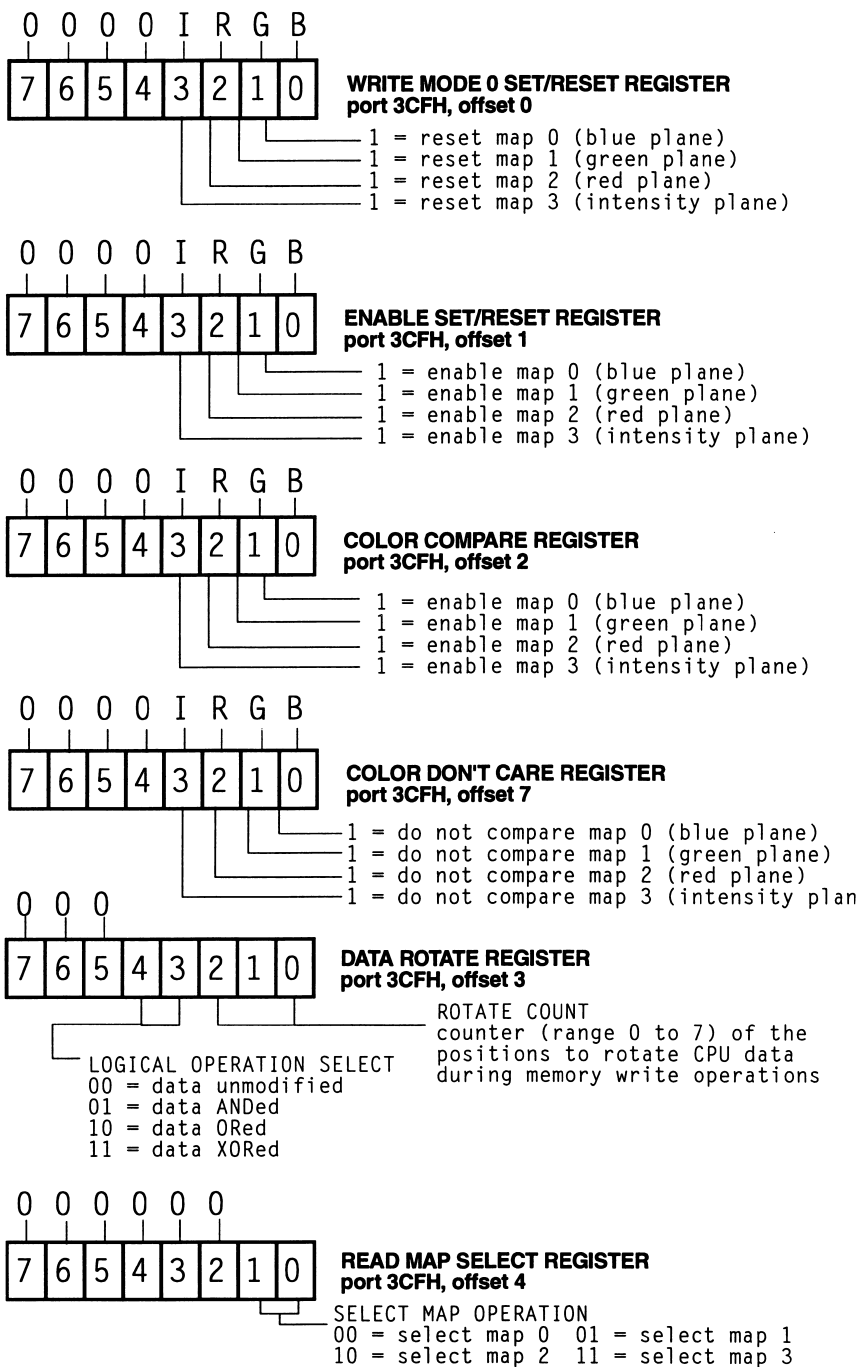 0 0 0 0 I R G B
7 6 5 4 3 2 1 0
WRITE MODE 0 SET/RESET REGISTER
port 3CFH, offset 0
1 = reset map 0 (blue plane)
1 = reset map 1 (green plane)
1 = reset map 2 (red plane)
1 = reset map 3 (intensity plane)
0 0 0 0 I R G B
7 6 5 4 3 2 1 0
ENABLE SET/RESET REGISTER
port 3CFH, offset 1
1 = enable map 0 (blue plane)
1 = enable map 1 (green plane)
1 = enable map 2 (red plane)
1 = enable map 3 (intensity plane)
0 0 0 0 I R G B
7 6 5 4 3 2 1 0
COLOR COMPARE REGISTER
port 3CFH, offset 2
1 = enable map 0 (blue plane)
1 = enable map 1 (green plane)
1 = enable map 2 (red plane)
1 = enable map 3 (intensity plane)
0 0 0 0 I R G B
7 6 5 4 3 2 1 0
COLOR DON'T CARE REGISTER
port 3CFH, offset 7
1 = do not compare map 0 (blue plane)
1 = do not compare map 1 (green plane)
1 = do not compare map 2 (red plane)
1 = do not compare map 3 (intensity plan
0 0 0
7 6 5 4 3 2 1 0
DATA ROTATE REGISTER
port 3CFH, offset 3
ROTATE COUNT
counter (range 0 to 7) of the
positions to rotate CPU data
during memory write operations
LOGICAL OPERATION SELECT
00 = data unmodified
01 = data ANDed
10 = data ORed
11 = data XORed
0 0 0 0 0 0
7 6 5 4 3 2 1 0
READ MAP SELECT REGISTER
port 3CFH, offset 4
SELECT MAP OPERATION
00 = select map 0 01 = select map 1
10 = select map 2 11 = select map 3